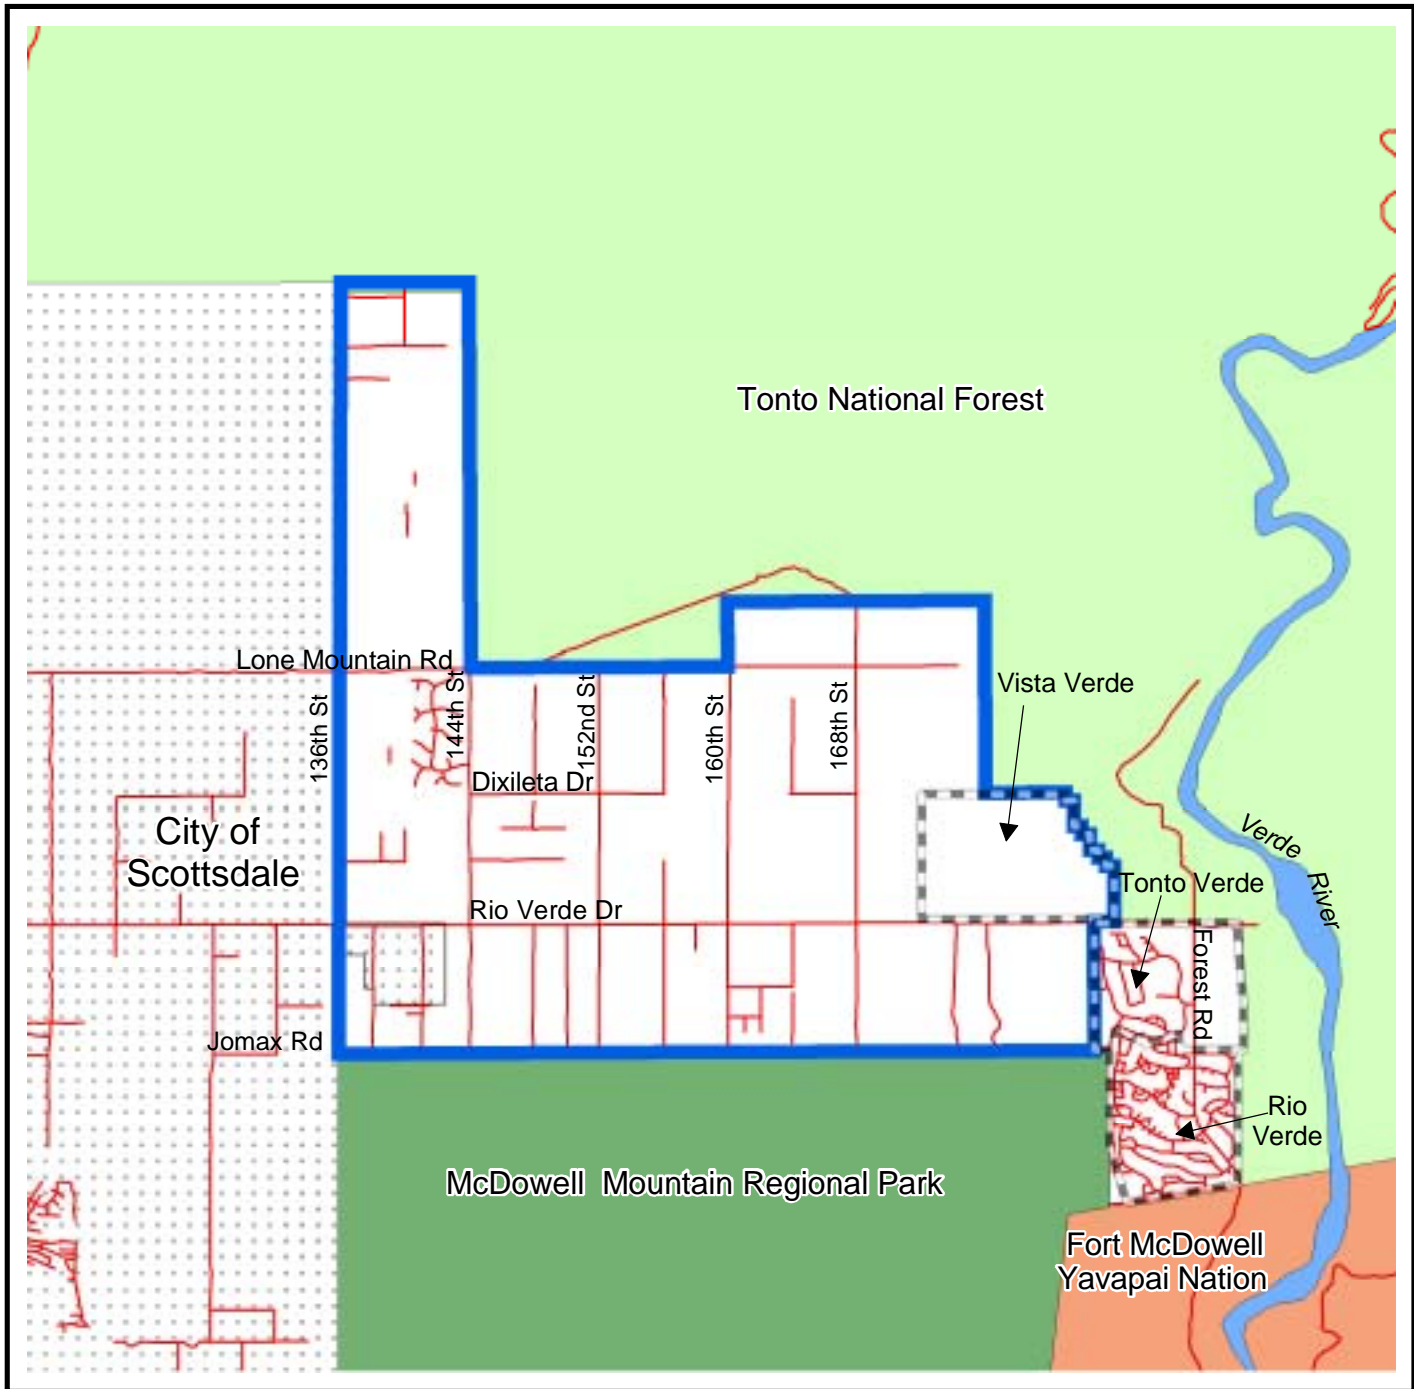 Tonto National Forest
Lone Mountain Rd
136th St
144th St
152nd St
160th St
168th St
Vista Verde
Dixileta Dr
City of
Scottsdale
Verde
River
Tonto Verde
Rio Verde Dr
Forest Rd
Jomax Rd
Rio
Verde
McDowell Mountain Regional Park
Fort McDowell
Yavapai Nation